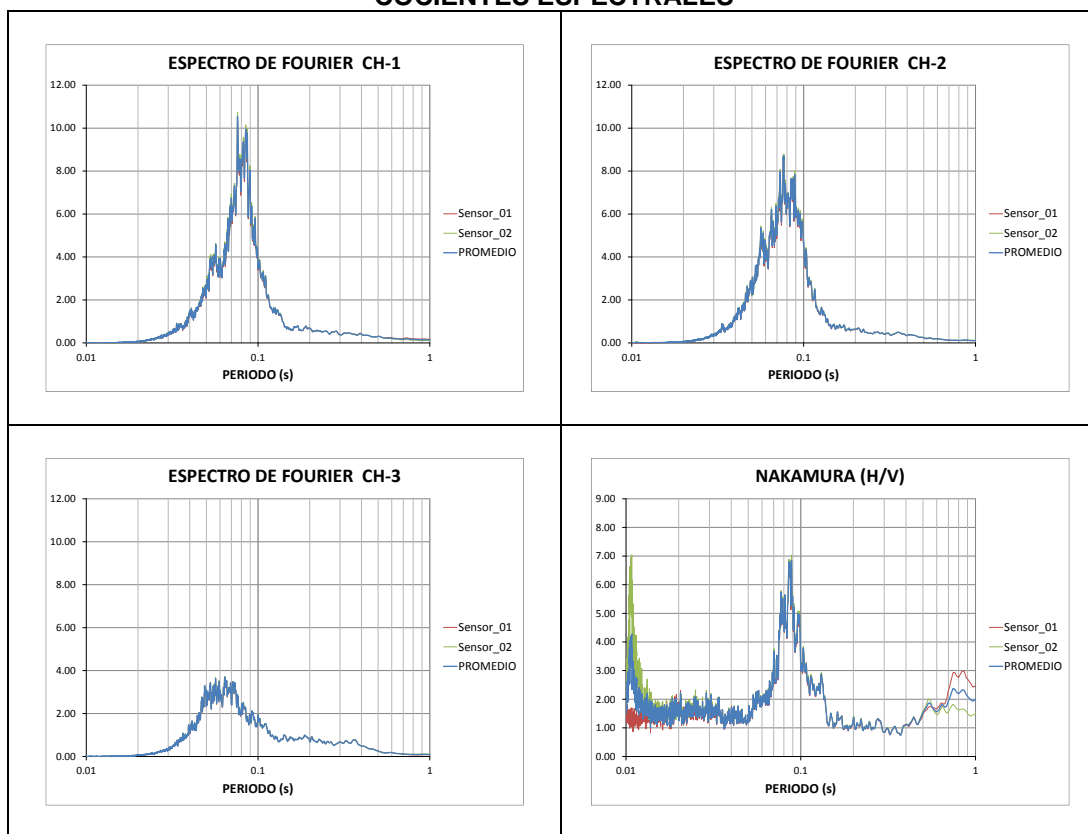 COCIENTES ESPECTRALES
ESPECTRO DE FOURIER CH-1
12.00
10.00
8.00
6.00
4.00
2.00
0.00
0.01
0.1
1
PERIODO (s)
Sensor_01
Sensor_02
PROMEDIO
ESPECTRO DE FOURIER CH-2
12.00
10.00
8.00
6.00
4.00
2.00
0.00
0.01
0.1
1
PERIODO (s)
Sensor_01
Sensor_02
PROMEDIO
ESPECTRO DE FOURIER CH-3
12.00
10.00
8.00
6.00
4.00
2.00
0.00
0.01
0.1
1
PERIODO (s)
Sensor_01
Sensor_02
PROMEDIO
NAKAMURA (H/V)
9.00
8.00
7.00
6.00
5.00
4.00
3.00
2.00
1.00
0.00
0.01
0.1
1
PERIODO (s)
Sensor_01
Sensor_02
PROMEDIO